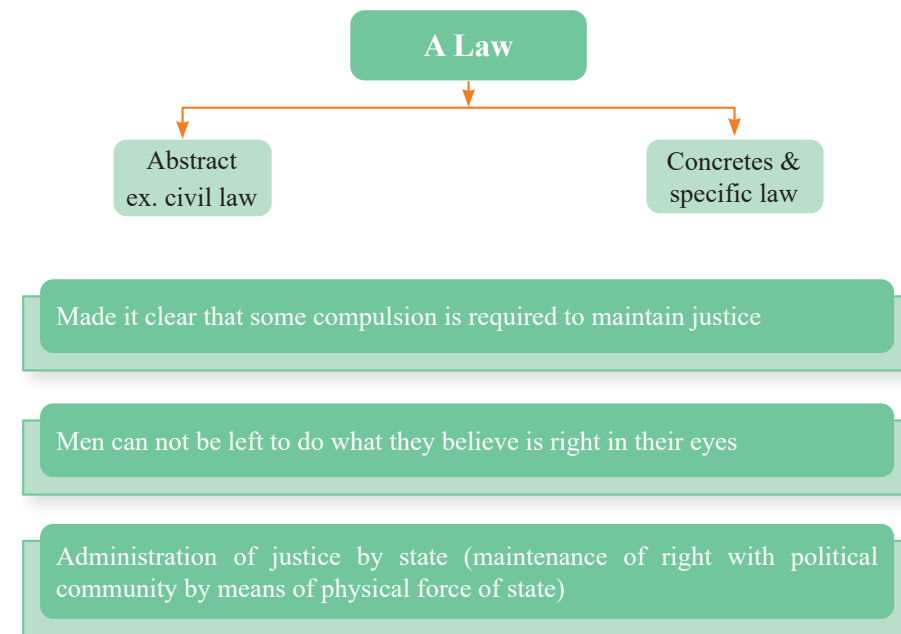 A Law
Abstract
ex. civil law
Concretes &
specific law
Made it clear that some compulsion is required to maintain justice
Men can not be left to do what they believe is right in their eyes
Administration of justice by state (maintenance of right with political
community by means of physical force of state)